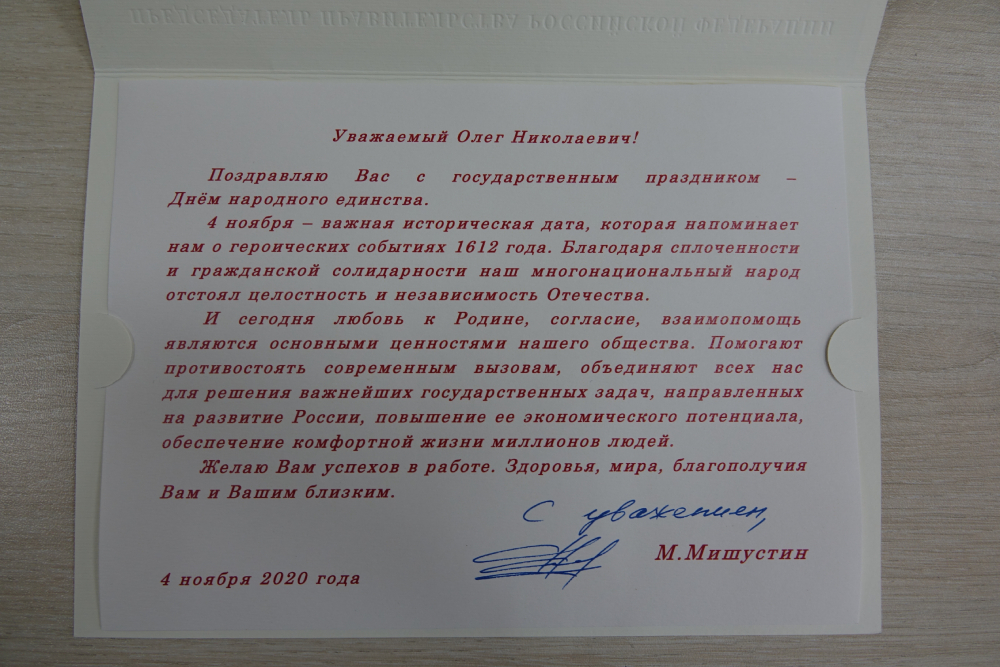 ПРЕДСЕДАТЕЛЬ ПРАВИТЕЛЬСТВА РОССИЙСКОЙ ФЕДЕРАЦИИ
Уважаемый Олег Николаевич!
Поздравляю Вас с государственным праздником –
Днём народного единства.
4 ноября – важная историческая дата, которая напоминает
нам о героических событиях 1612 года. Благодаря сплоченности
и гражданской солидарности наш многонациональный народ
отстоял целостность и независимость Отечества.
И сегодня любовь к Родине, согласие, взаимопомощь
являются основными ценностями нашего общества. Помогают
противостоять современным вызовам, объединяют всех нас
для решения важнейших государственных задач, направленных
на развитие России, повышение ее экономического потенциала,
обеспечение комфортной жизни миллионов людей.
Желаю Вам успехов в работе. Здоровья, мира, благополучия
Вам и Вашим близким.
С уважением,
М.Мишустин
4 ноября 2020 года